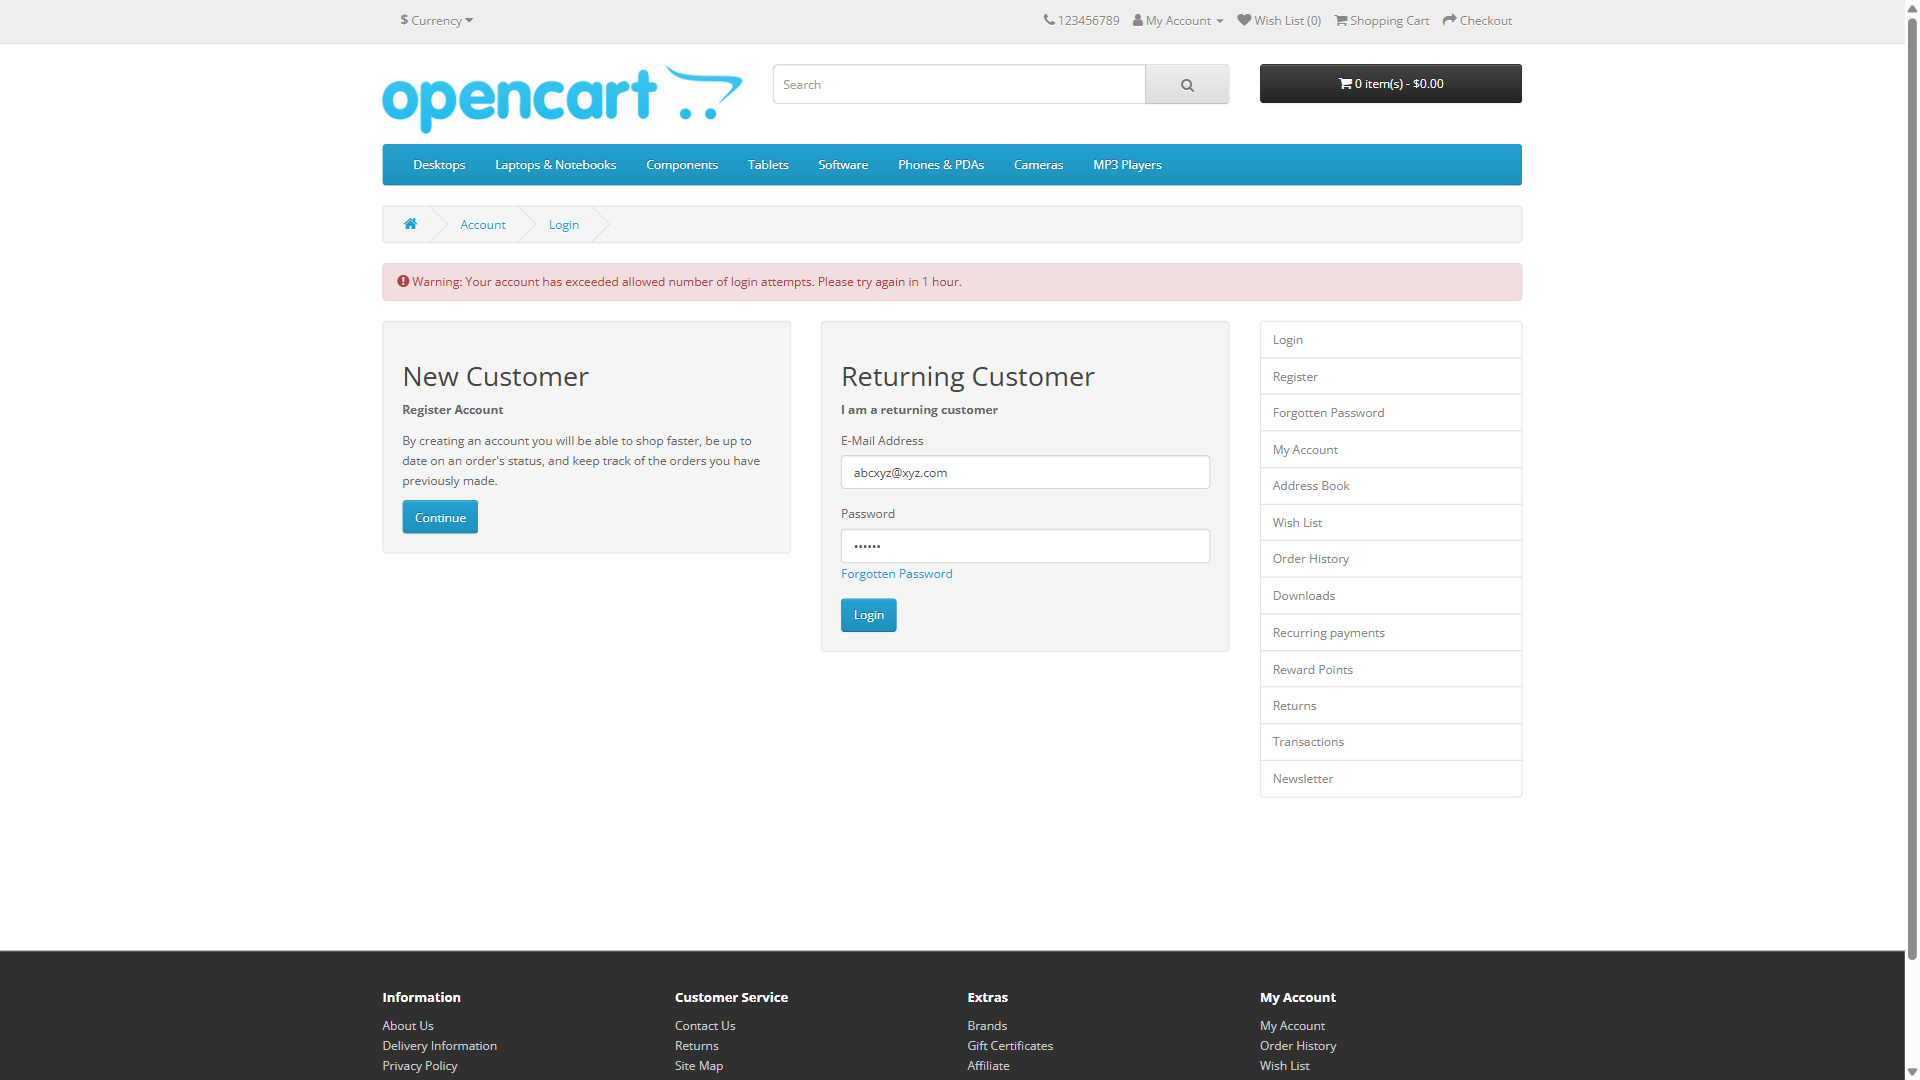 $ Currency
123456789 My Account Wish List (0) Shopping Cart Checkout
opencart
Search
0 item(s) - $0.00
Desktops Laptops & Notebooks Components Tablets Software Phones & PDAs Cameras MP3 Players
Account Login
Warning: Your account has exceeded allowed number of login attempts. Please try again in 1 hour.
New Customer
Register Account
By creating an account you will be able to shop faster, be up to
date on an order's status, and keep track of the orders you have
previously made.
Continue
Returning Customer
I am a returning customer
E-Mail Address
abcxyz@xyz.com
Password
••••••
Forgotten Password
Login
Login
Register
Forgotten Password
My Account
Address Book
Wish List
Order History
Downloads
Recurring payments
Reward Points
Returns
Transactions
Newsletter
Information
About Us
Delivery Information
Privacy Policy
Customer Service
Contact Us
Returns
Site Map
Extras
Brands
Gift Certificates
Affiliate
My Account
My Account
Order History
Wish List